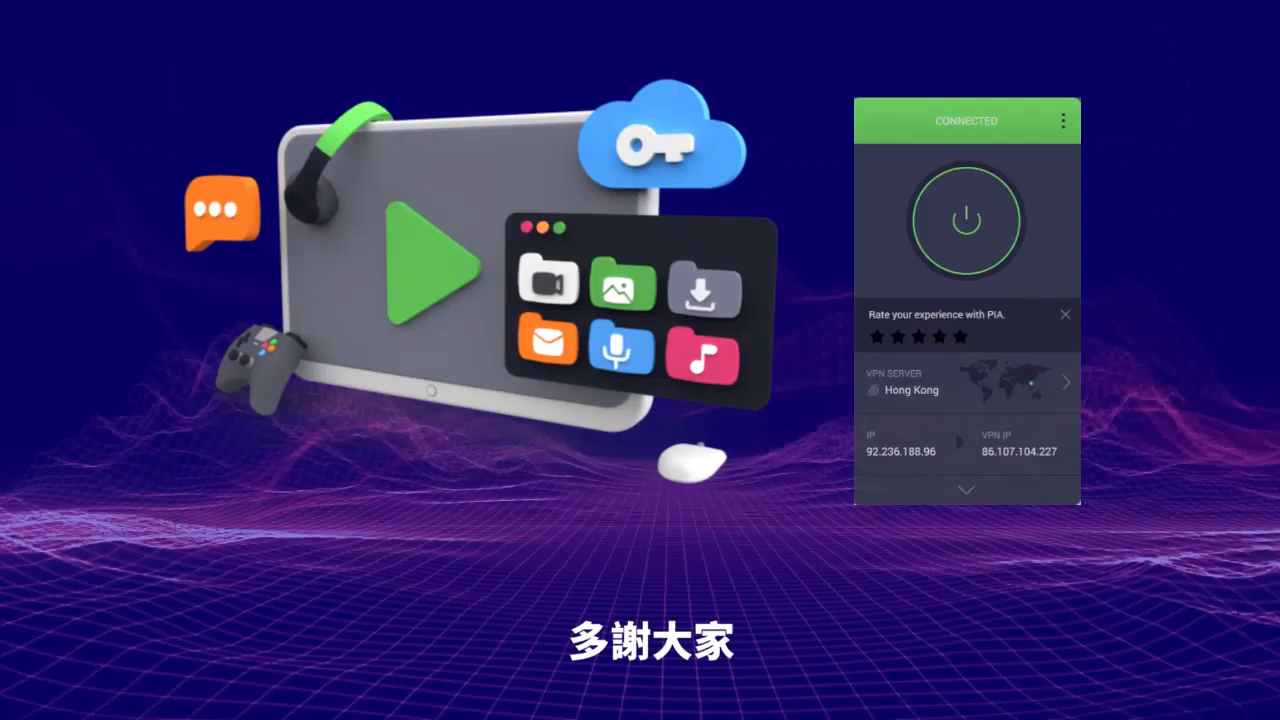 CONNECTED
Rate your experience with PIA.
VPN SERVER
Hong Kong
IP
92.236.188.96
VPN IP
86.107.104.227
多謝大家